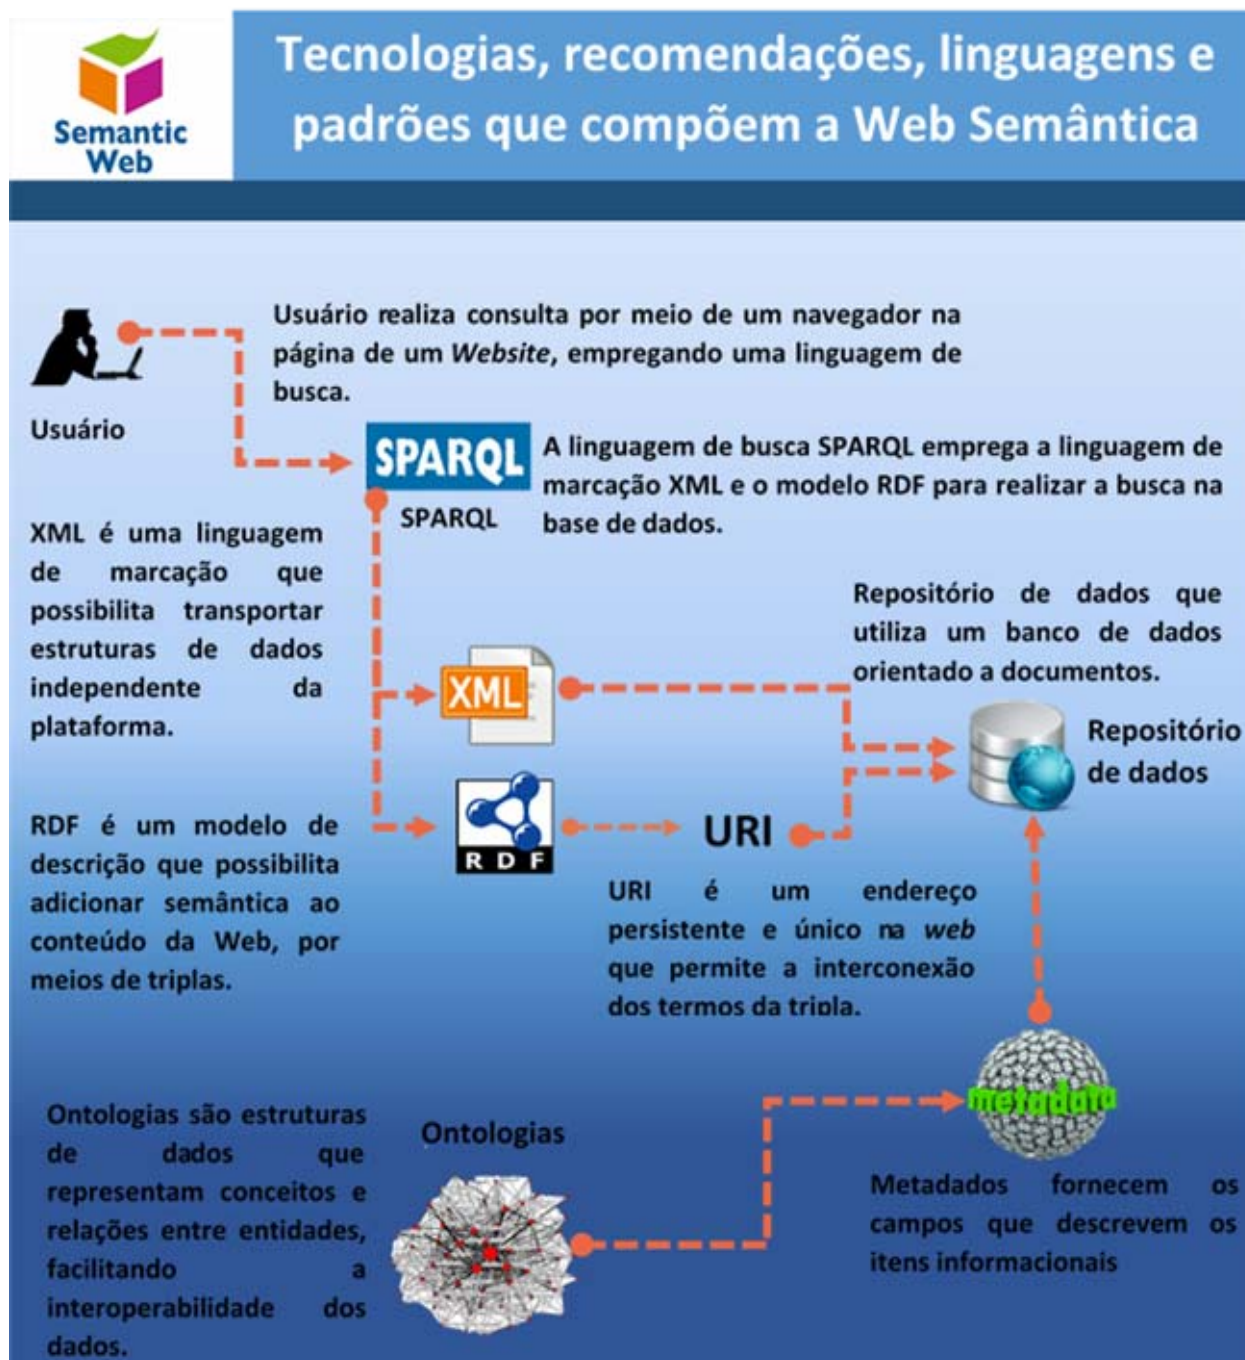 Semantic
Web
Tecnologias, recomendações, linguagens e
padrões que compõem a Web Semântica
Usuário realiza consulta por meio de um navegador na
página de um Website, empregando uma linguagem de
busca.
Usuário
SPARQL
SPARQL
A linguagem de busca SPARQL emprega a linguagem de
marcação XML e o modelo RDF para realizar a busca na
base de dados.
XML é uma linguagem
de marcação que
possibilita transportar
estruturas de dados
independente da
plataforma.
XML
Repositório de dados que
utiliza um banco de dados
orientado a documentos.
Repositório
de dados
RDF é um modelo de
descrição que possibilita
adicionar semântica ao
conteúdo da Web, por
meios de triplas.
RDF
URI
URI é um endereço
persistente e único na web
que permite a interconexão
dos termos da tripla.
Ontologias são estruturas
de dados que
representam conceitos e
relações entre entidades,
facilitando a
interoperabilidade dos
dados.
Ontologias
metadata
Metadados fornecem os
campos que descrevem os
itens informacionais